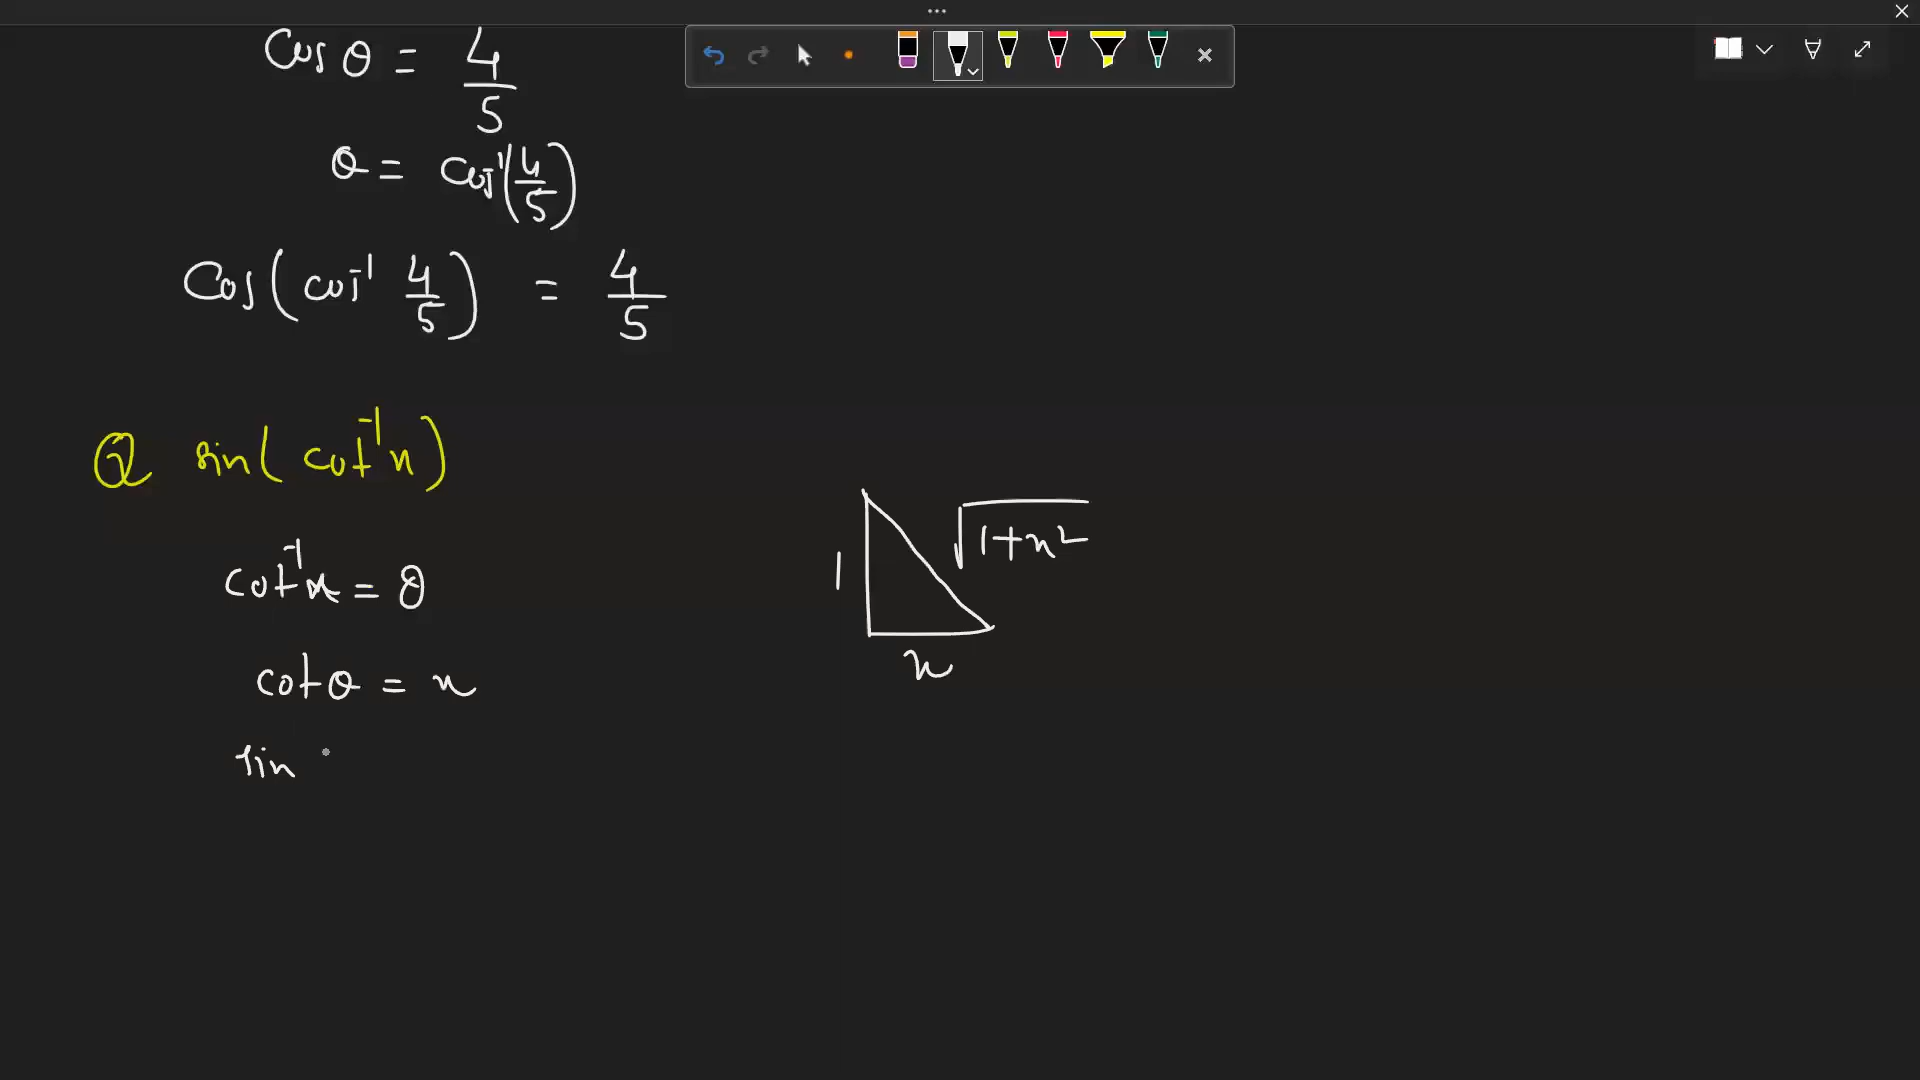 Cos θ = 4/5
θ = cos⁻¹(4/5)
Cos(cos⁻¹ 4/5) = 4/5
Q sin(cot⁻¹x)
cot⁻¹x = θ
cot θ = x
sin
1
√1+x²
x